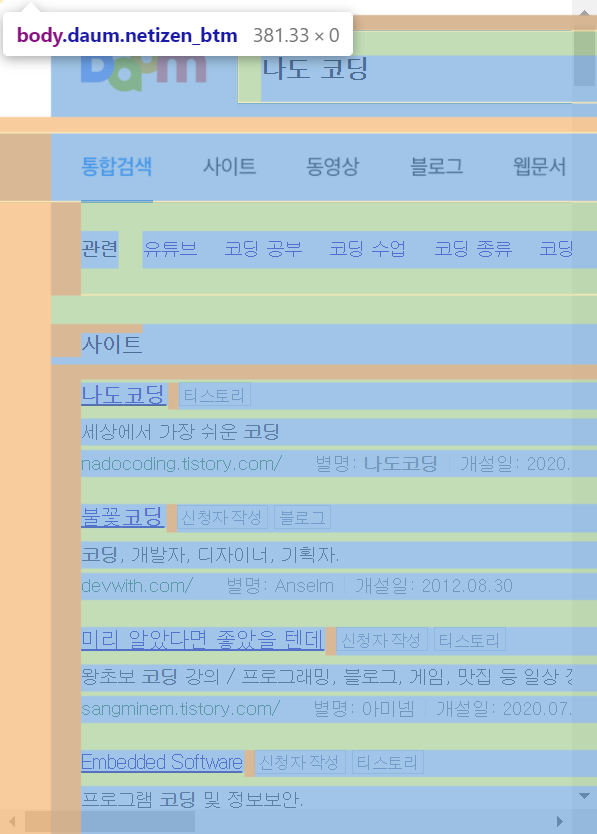 body.daum.netizen_btm 381.33 × 0
Daum 나도 코딩
통합검색 사이트 동영상 블로그 웹문서
관련 유튜브 코딩 공부 코딩 수업 코딩 종류 코딩
사이트
나도코딩 티스토리
세상에서 가장 쉬운 코딩
nadocoding.tistory.com/ 별명: 나도코딩 개설일: 2020.
불꽃코딩 신청자 작성 블로그
코딩, 개발자, 디자이너, 기획자.
devwith.com/ 별명: Anselm 개설일: 2012.08.30
미리 알았다면 좋았을 텐데 신청자 작성 티스토리
왕초보 코딩 강의 / 프로그래밍, 블로그, 게임, 맛집 등 일상
sangminem.tistory.com/ 별명: 아미넴 개설일: 2020.07.
Embedded Software 신청자 작성 티스토리
프로그램 코딩 및 정보보안.